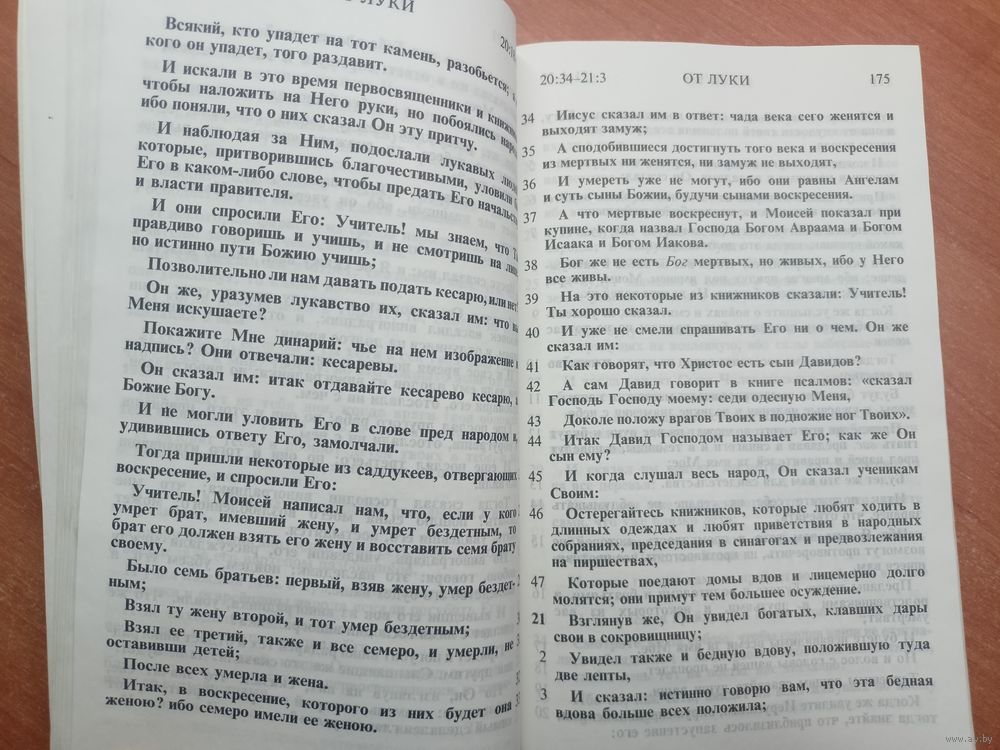 ОТ ЛУКИ
20:1
Всякий, кто упадет на тот камень, разобьется; а
кого он упадет, того раздавит.
И искали в это время первосвященники и книжни
чтобы наложить на Него руки, но побоялись наро
ибо поняли, что о них сказал Он эту притчу.
И наблюдая за Ним, подослали лукавых люде
которые, притворившись благочестивыми, уловили б
Его в каком-либо слове, чтобы предать Его начальст
и власти правителя.
И они спросили Его: Учитель! мы знаем, что Т
правдиво говоришь и учишь, и не смотришь на лиц
но истинно пути Божию учишь;
Позволительно ли нам давать подать кесарю, или нет?
Он же, уразумев лукавство их, сказал им: что вы
Меня искушаете?
Покажите Мне динарий: чье на нем изображение и
надпись? Они отвечали: кесаревы.
Он сказал им: итак отдавайте кесарево кесарю, а
Божие Богу.
И не могли уловить Его в слове пред народом и,
удивившись ответу Его, замолчали.
Тогда пришли некоторые из саддукеев, отвергающих
воскресение, и спросили Его:
Учитель! Моисей написал нам, что, если у кого
умрет брат, имевший жену, и умрет бездетным, то
брат его должен взять его жену и восставить семя брату
своему.
Было семь братьев: первый, взяв жену, умер бездет-
ным;
Взял ту жену второй, и тот умер бездетным;
Взял ее третий, также и все семеро, и умерли, не
оставивши детей;
После всех умерла и жена.
Итак, в воскресение, которого из них будет она
женою? ибо семеро имели ее женою.
20:34–21:3 ОТ ЛУКИ 175
34 Иисус сказал им в ответ: чада века сего женятся и
выходят замуж;
35 А сподобившиеся достигнуть того века и воскресения
из мертвых ни женятся, ни замуж не выходят,
36 И умереть уже не могут, ибо они равны Ангелам
и суть сыны Божии, будучи сынами воскресения.
37 А что мертвые воскреснут, и Моисей показал при
купине, когда назвал Господа Богом Авраама и Богом
Исаака и Богом Иакова.
38 Бог же не есть Бог мертвых, но живых, ибо у Него
все живы.
39 На это некоторые из книжников сказали: Учитель!
Ты хорошо сказал.
40 И уже не смели спрашивать Его ни о чем. Он же
сказал им:
41 Как говорят, что Христос есть сын Давидов?
42 А сам Давид говорит в книге псалмов: «сказал
Господь Господу моему: седи одесную Меня,
43 Доколе положу врагов Твоих в подножие ног Твоих».
44 Итак Давид Господом называет Его; как же Он
сын ему?
45 И когда слушал весь народ, Он сказал ученикам
Своим:
46 Остерегайтесь книжников, которые любят ходить в
длинных одеждах и любят приветствия в народных
собраниях, председания в синагогах и предвозлежания
на пиршествах,
47 Которые поедают домы вдов и лицемерно долго
молятся; они примут тем большее осуждение.
21 Взглянув же, Он увидел богатых, клавших дары
свои в сокровищницу;
2 Увидел также и бедную вдову, положившую туда
две лепты,
3 И сказал: истинно говорю вам, что эта бедная
вдова больше всех положила;
www.ay.by